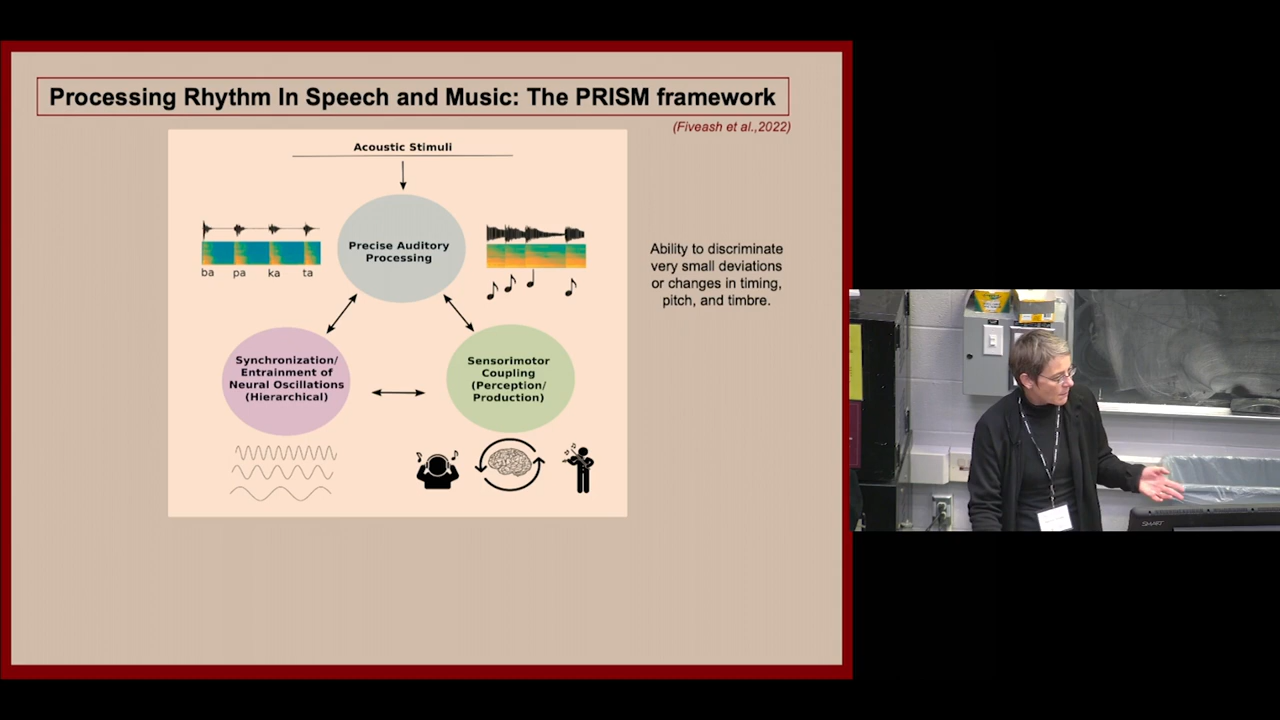 Processing Rhythm In Speech and Music: The PRISM framework
(Fiveash et al.,2022)
Acoustic Stimuli
Precise Auditory
Processing
ba pa ka ta
Ability to discriminate
very small deviations
or changes in timing,
pitch, and timbre.
Synchronization/
Entrainment of
Neural Oscillations
(Hierarchical)
Sensorimotor
Coupling
(Perception/
Production)
SMART